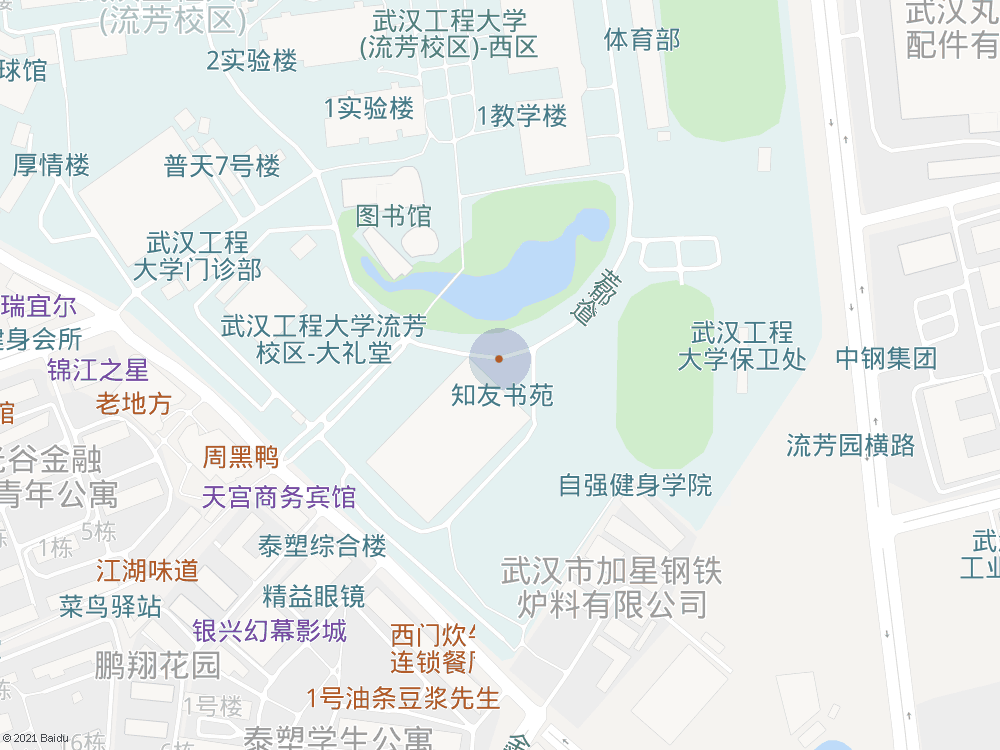 (流芳校区)
武汉工程大学
(流芳校区)-西区
体育部
武汉丸
配件有
2实验楼
球馆
1实验楼
1教学楼
厚情楼
普天7号楼
图书馆
武汉工程
大学门诊部
芳都道
瑞宜尔
健身会所
武汉工程大学流芳
校区-大礼堂
武汉工程
大学保卫处
中钢集团
锦江之星
老地方
知友书苑
馆
周黑鸭
流芳园横路
光谷金融
青年公寓
天宫商务宾馆
自强健身学院
5栋
1栋
栋
泰塑综合楼
武汉市加星钢铁
炉料有限公司
武
工业
江湖味道
菜鸟驿站
精益眼镜
银兴幻幕影城
西门炊
连锁餐
鹏翔花园
1号楼
1号油条豆浆先生
泰塑学生公寓
16栋
© 2021 Baidu